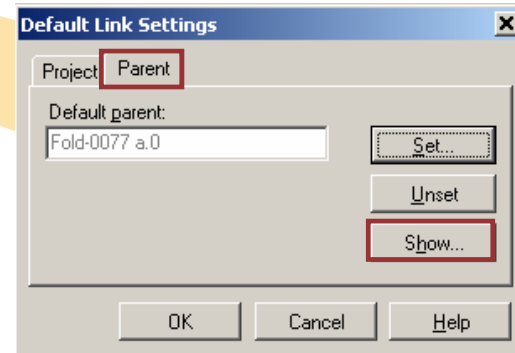 Default Link Settings
Project Parent
Default parent:
Fold-0077 a.0
Set...
Unset
Show...
OK Cancel Help